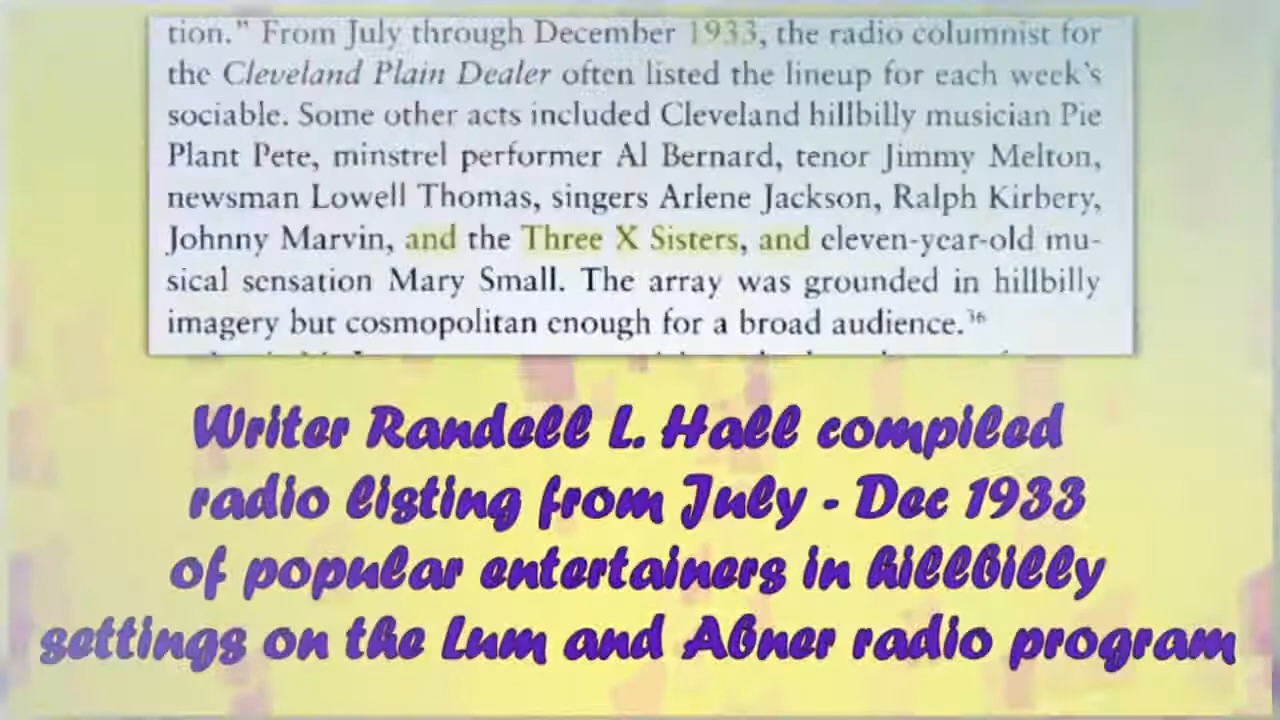 tion." From July through December 1933, the radio columnist for
the Cleveland Plain Dealer often listed the lineup for each week's
sociable. Some other acts included Cleveland hillbilly musician Pie
Plant Pete, minstrel performer Al Bernard, tenor Jimmy Melton,
newsman Lowell Thomas, singers Arlene Jackson, Ralph Kirbery,
Johnny Marvin, and the Three X Sisters, and eleven-year-old mu-
sical sensation Mary Small. The array was grounded in hillbilly
imagery but cosmopolitan enough for a broad audience.36
Writer Randell L. Hall compiled
radio listing from July - Dec 1933
of popular entertainers in hillbilly
settings on the Lum and Abner radio program